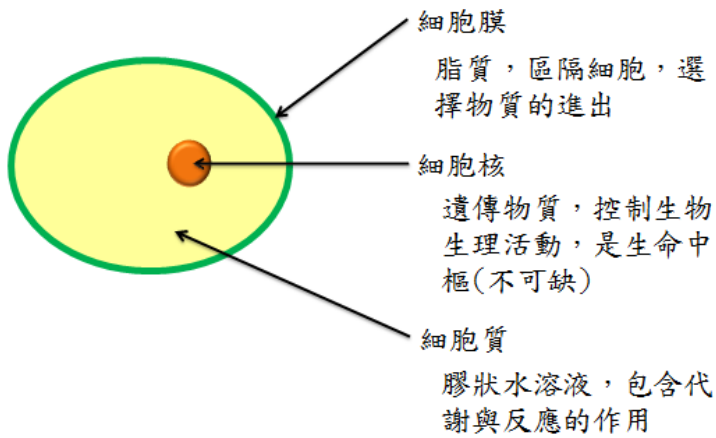 細胞膜
脂質，區隔細胞，選
擇物質的進出
細胞核
遺傳物質，控制生物
生理活動，是生命中
樞(不可缺)
細胞質
膠狀水溶液，包含代
謝與反應的作用